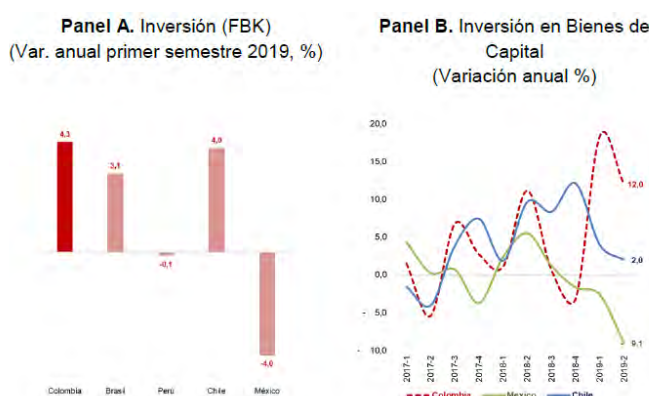 Panel A. Inversión (FBK)
(Var. anual primer semestre 2019, %)
4,3
3,1
-0,1
4,0
-4,0
Colombia Brasil Perú Chile México
Panel B. Inversión en Bienes de
Capital
(Variación anual %)
20,0
15,0
10,0
5,0
0,0
- 5,0
- 10,0
12,0
2,0
9,1
2017-1 2017-2 2017-3 2017-4 2018-1 2018-2 2018-3 2018-4 2019-1 2019-2
Colombia Mexico Chile